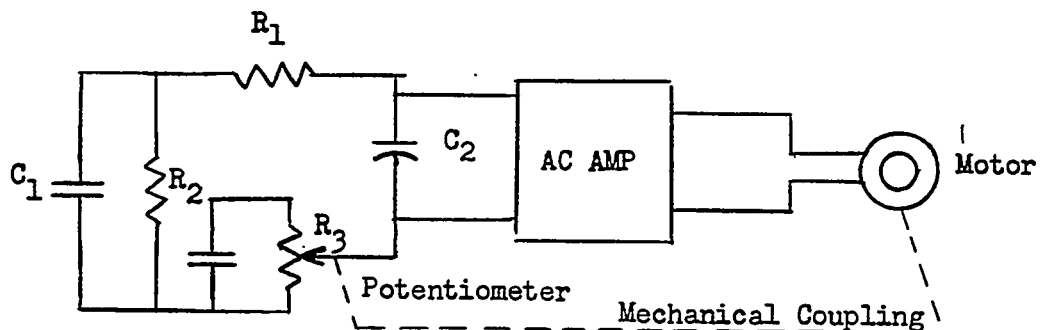 R1
C1
R2
R3
C2
AC AMP
Motor
Potentiometer
Mechanical Coupling